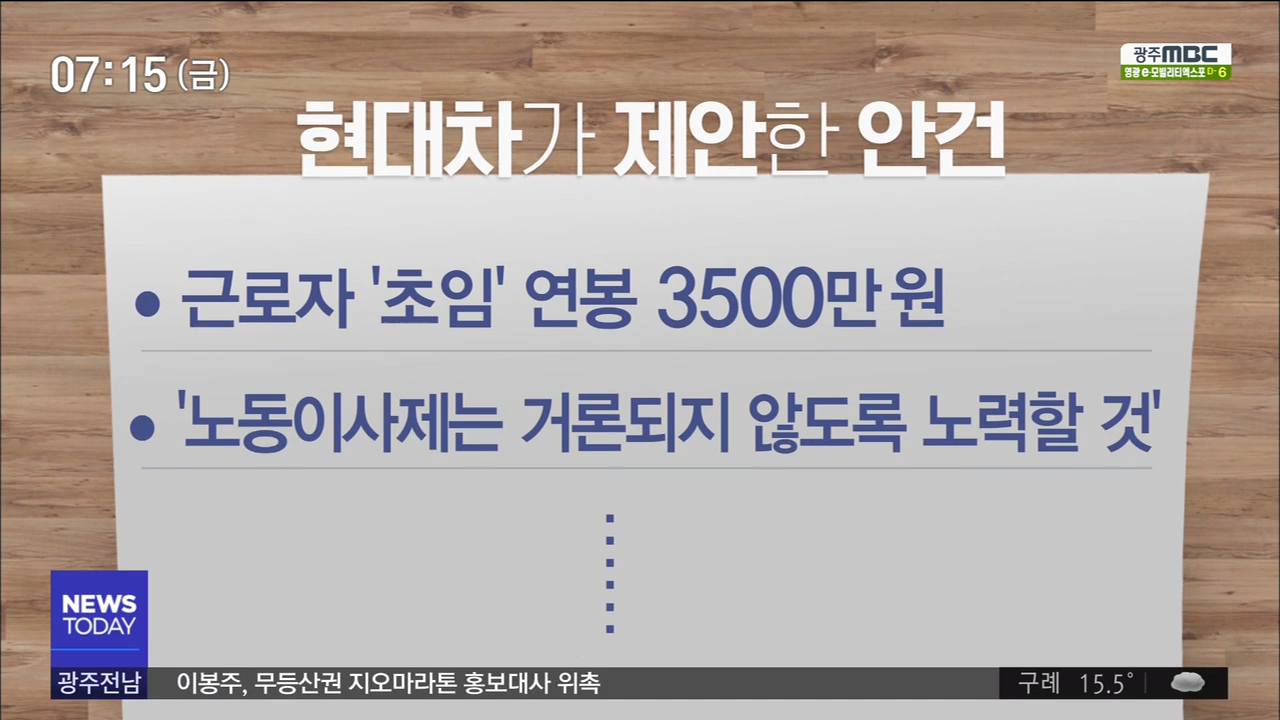 07:15 (금)
광주MBC
영광 e-모빌리티엑스포 D-6
현대차가 제안한 안건
• 근로자 '초임' 연봉 3500만 원
• '노동이사제는 거론되지 않도록 노력할 것'
NEWS
TODAY
광주전남 이봉주, 무등산권 지오마라톤 홍보대사 위촉 구례 15.5°